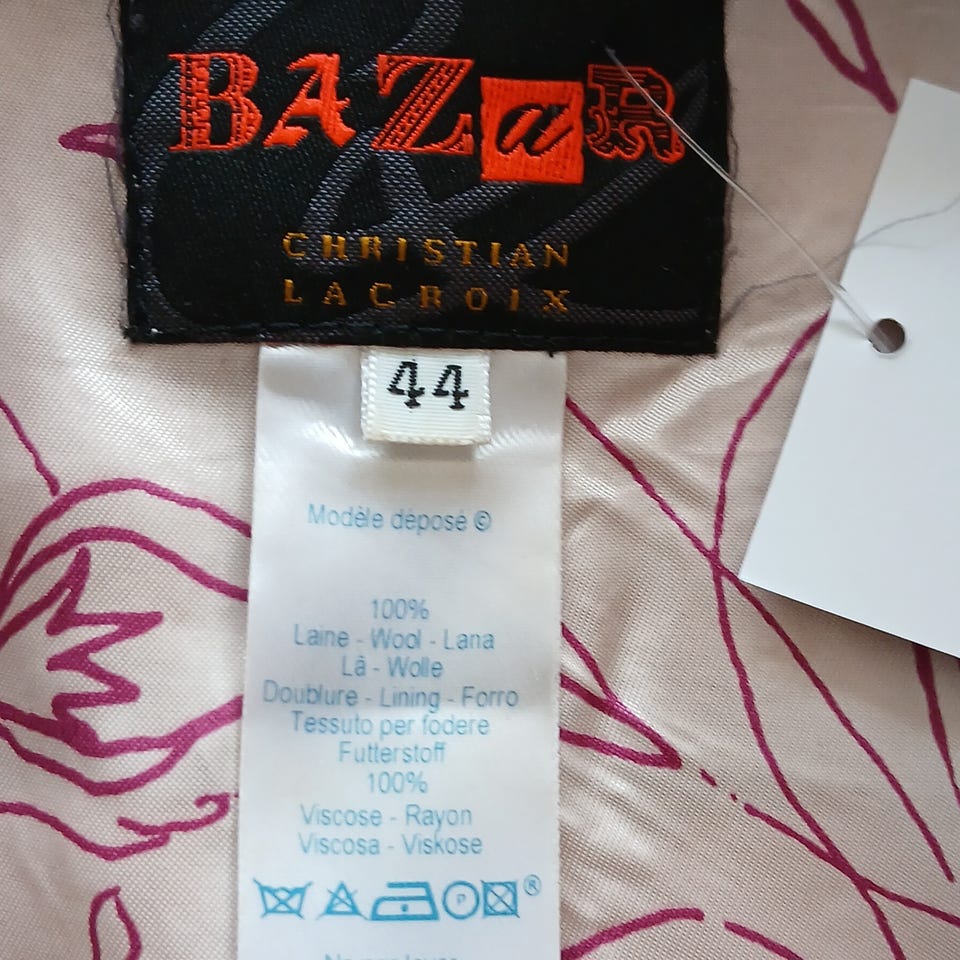 BAZaR
CHRISTIAN
LACROIX
44
Modèle déposé ©
100%
Laine - Wool - Lana
Lã - Wolle
Doublure - Lining - Forro
Tessuto per fodere
Futterstoff
100%
Viscose - Rayon
Viscosa - Viskose
P ®